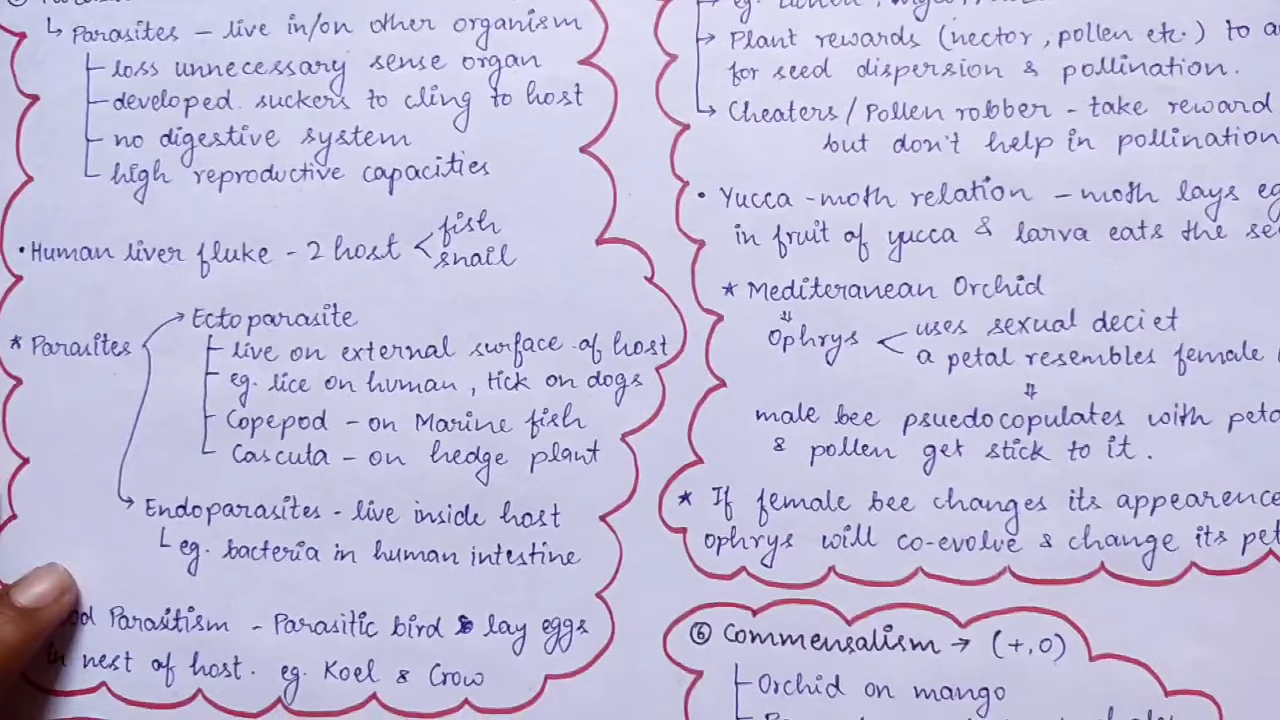 ↳ Parasites - live in/on other organism
loss unnecessary sense organ
developed suckers to cling to host
no digestive system
high reproductive capacities
• Human liver fluke - 2 host < fish
snail
* Parasites → Ectoparasite
live on external surface of host
eg. lice on human, tick on dogs
Copepod - on Marine fish
Cascuta - on hedge plant
Endoparasites - live inside host
eg. bacteria in human intestine
Parasitism - Parasitic bird lay eggs
nest of host. eg. Koel & Crow
eg.
→ Plant rewards (nector, pollen etc.) to
for seed dispersion & pollination.
→ Cheaters / Pollen robber - take reward
but don't help in pollination
• Yucca - moth relation - moth lays
in fruit of yucca & larva eats the
* Mediteranean Orchid
⇓
Ophrys < uses sexual deciet
a petal resembles female
⇓
male bee psuedocopulates with
& pollen get stick to it.
* If female bee changes its appearence
ophrys will co-evolve & change its
⑥ Commensalism → (+,0)
Orchid on mango